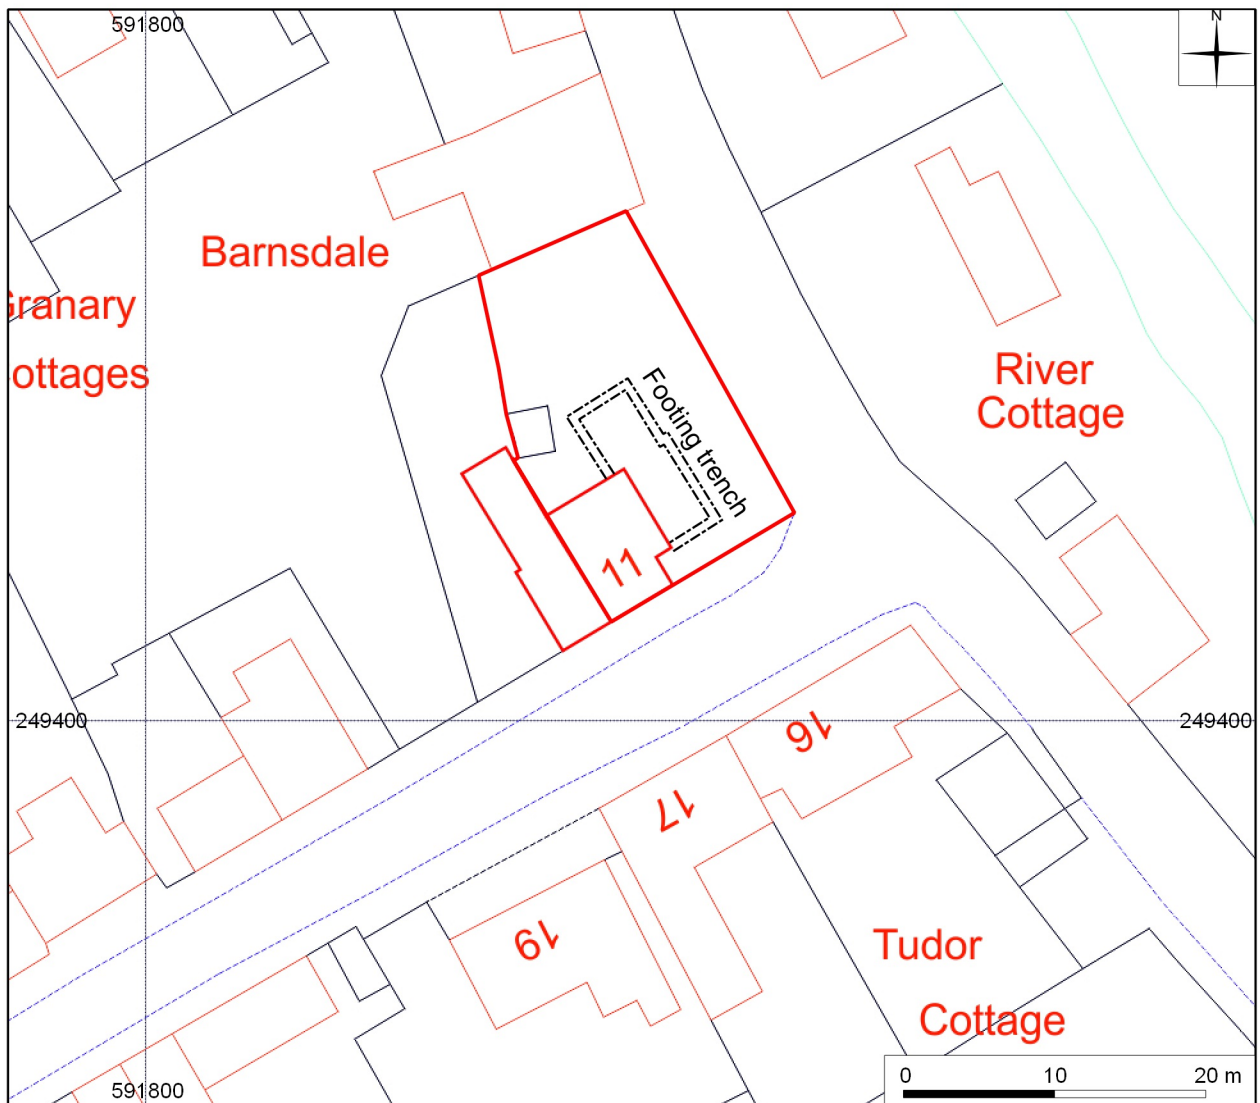 591800
N
Barnsdale
Granary
ottages
River
Cottage
Footing trench
11
249400
249400
16
17
19
Tudor
Cottage
591800
0 10 20 m